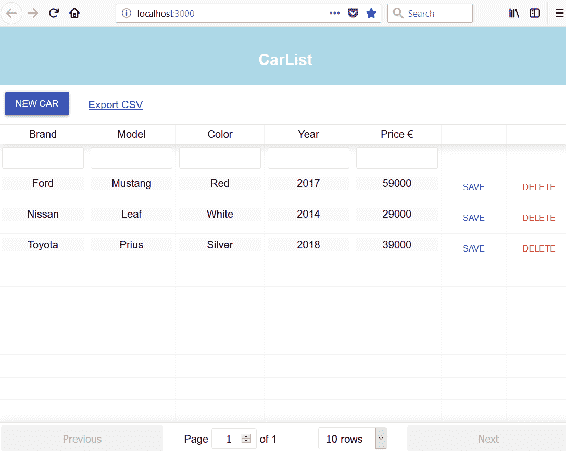 localhost:3000 Search
CarList
NEW CAR Export CSV
Brand Model Color Year Price €
Ford Mustang Red 2017 59000 SAVE DELETE
Nissan Leaf White 2014 29000 SAVE DELETE
Toyota Prius Silver 2018 39000 SAVE DELETE
Previous Page 1 of 1 10 rows Next